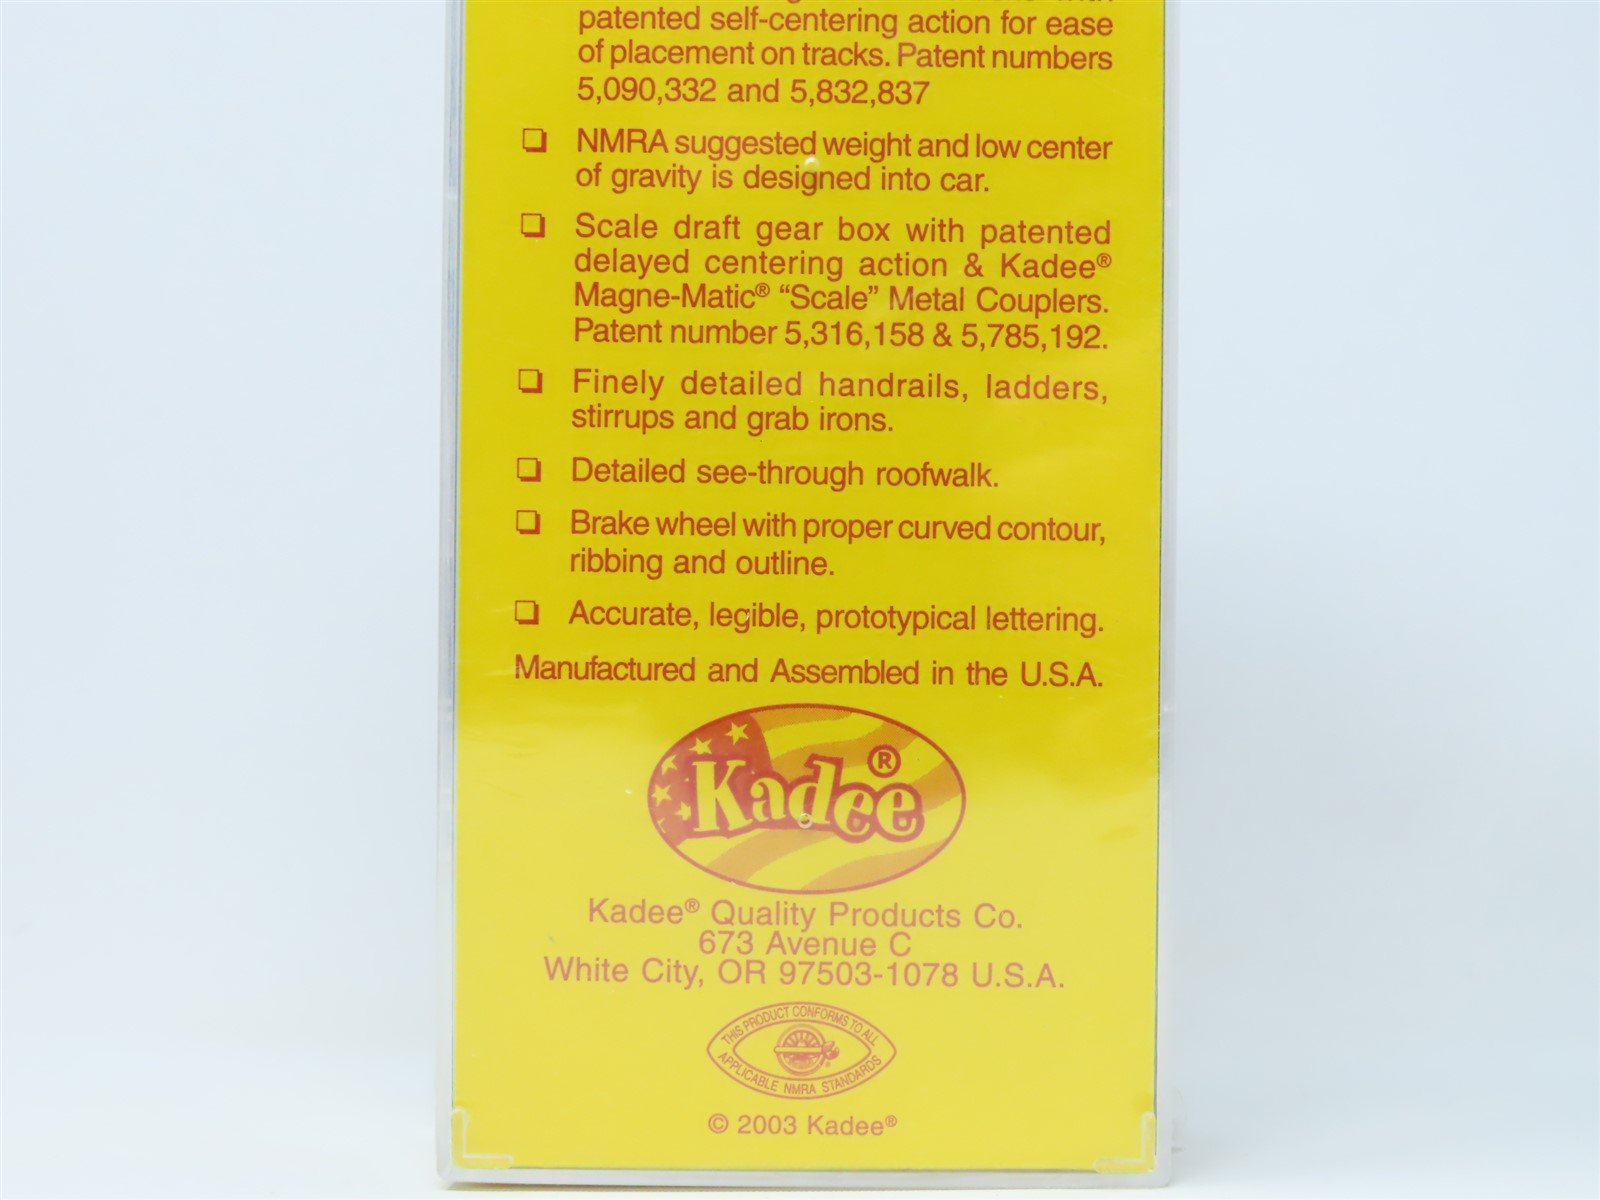 patented self-centering action for ease
of placement on tracks. Patent numbers
5,090,332 and 5,832,837
❏ NMRA suggested weight and low center
of gravity is designed into car.
❏ Scale draft gear box with patented
delayed centering action & Kadee®
Magne-Matic® “Scale” Metal Couplers.
Patent number 5,316,158 & 5,785,192.
❏ Finely detailed handrails, ladders,
stirrups and grab irons.
❏ Detailed see-through roofwalk.
❏ Brake wheel with proper curved contour,
ribbing and outline.
❏ Accurate, legible, prototypical lettering.
Manufactured and Assembled in the U.S.A.
Kadee®
Kadee® Quality Products Co.
673 Avenue C
White City, OR 97503-1078 U.S.A.
THIS PRODUCT CONFORMS TO ALL
APPLICABLE NMRA STANDARDS
© 2003 Kadee®